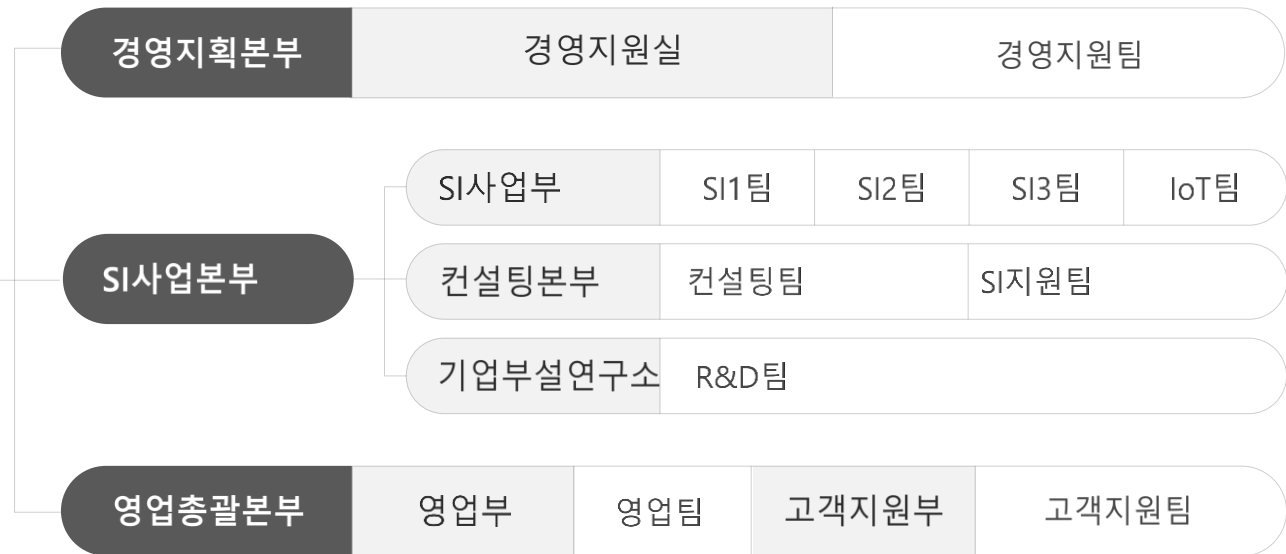 경영지획본부 경영지원실 경영지원팀
SI사업부 SI1팀 SI2팀 SI3팀 IoT팀
SI사업본부 컨설팅본부 컨설팅팀 SI지원팀
기업부설연구소 R&D팀
영업총괄본부 영업부 영업팀 고객지원부 고객지원팀